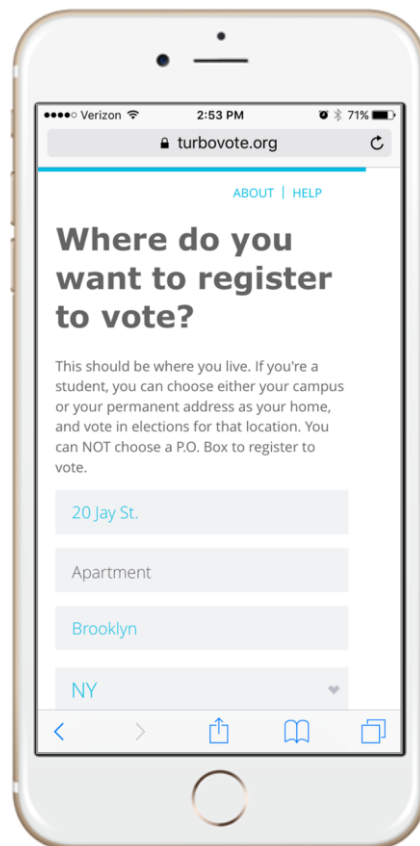 ●●●●○ Verizon 2:53 PM 71%
turbovote.org
ABOUT | HELP
Where do you
want to register
to vote?
This should be where you live. If you're a
student, you can choose either your campus
or your permanent address as your home,
and vote in elections for that location. You
can NOT choose a P.O. Box to register to
vote.
20 Jay St.
Apartment
Brooklyn
NY